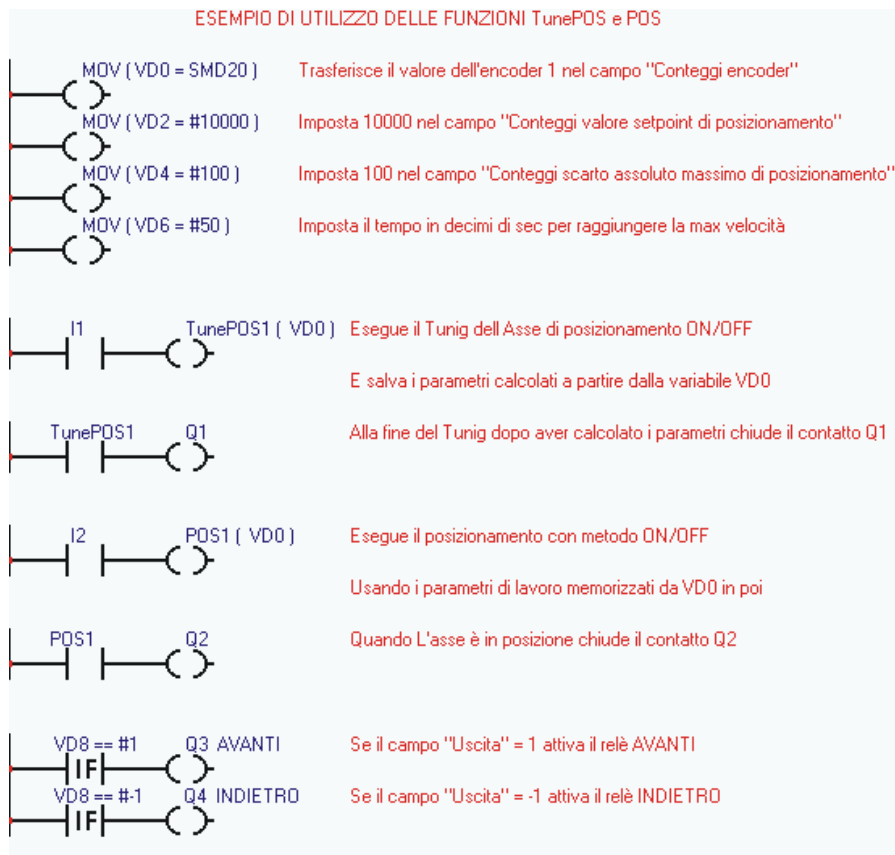 ESEMPIO DI UTILIZZO DELLE FUNZIONI TunePOS e POS
MOV ( VD0 = SMD20 ) Trasferisce il valore dell'encoder 1 nel campo "Conteggi encoder"
MOV ( VD2 = #10000 ) Imposta 10000 nel campo "Conteggi valore setpoint di posizionamento"
MOV ( VD4 = #100 ) Imposta 100 nel campo "Conteggi scarto assoluto massimo di posizionamento"
MOV ( VD6 = #50 ) Imposta il tempo in decimi di sec per raggiungere la max velocità
I1 TunePOS1 ( VD0 ) Esegue il Tunig dell Asse di posizionamento ON/OFF
E salva i parametri calcolati a partire dalla variabile VD0
TunePOS1 Q1 Alla fine del Tunig dopo aver calcolato i parametri chiude il contatto Q1
I2 POS1 ( VD0 ) Esegue il posizionamento con metodo ON/OFF
Usando i parametri di lavoro memorizzati da VD0 in poi
POS1 Q2 Quando L'asse è in posizione chiude il contatto Q2
VD8 == #1 Q3 AVANTI Se il campo "Uscita" = 1 attiva il relè AVANTI
IF
VD8 == #-1 Q4 INDIETRO Se il campo "Uscita" = -1 attiva il relè INDIETRO
IF